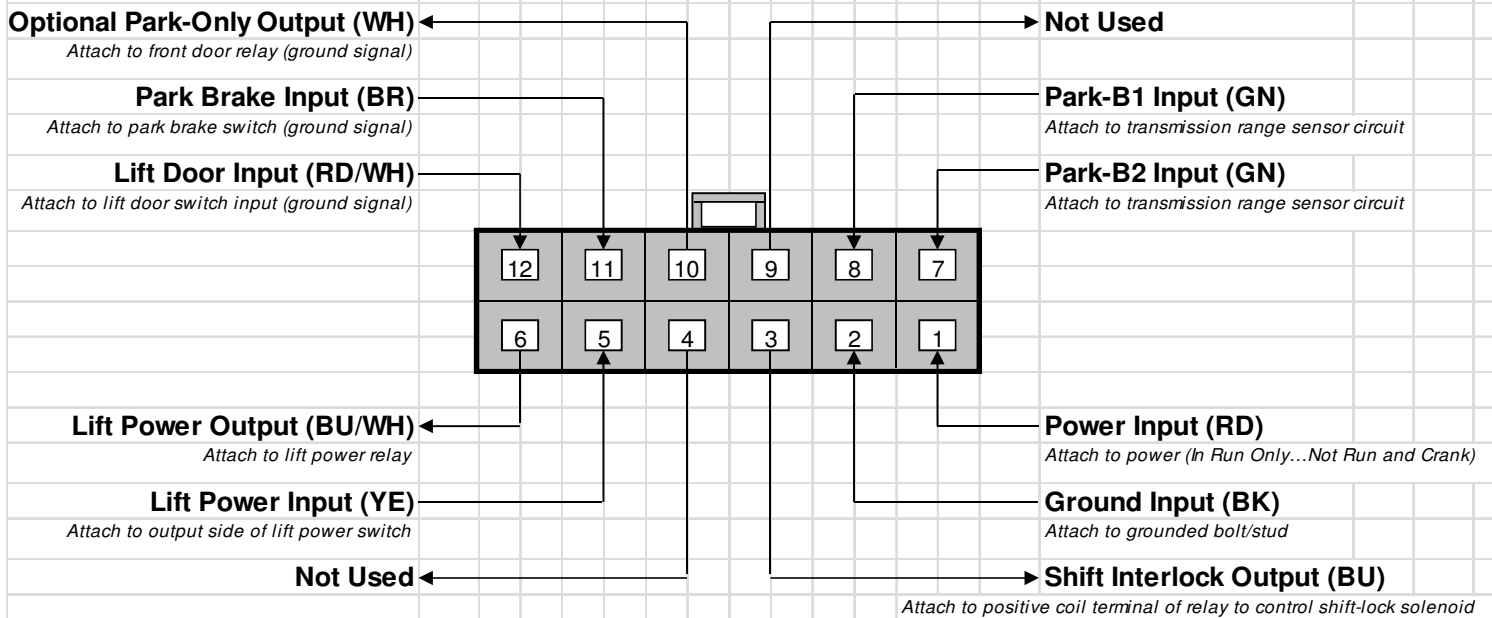 Optional Park-Only Output (WH)
Attach to front door relay (ground signal)
Not Used
Park Brake Input (BR)
Attach to park brake switch (ground signal)
Park-B1 Input (GN)
Attach to transmission range sensor circuit
Lift Door Input (RD/WH)
Attach to lift door switch input (ground signal)
Park-B2 Input (GN)
Attach to transmission range sensor circuit
12 11 10 9 8 7
6 5 4 3 2 1
Lift Power Output (BU/WH)
Attach to lift power relay
Power Input (RD)
Attach to power (In Run Only...Not Run and Crank)
Lift Power Input (YE)
Attach to output side of lift power switch
Ground Input (BK)
Attach to grounded bolt/stud
Not Used
Shift Interlock Output (BU)
Attach to positive coil terminal of relay to control shift-lock solenoid